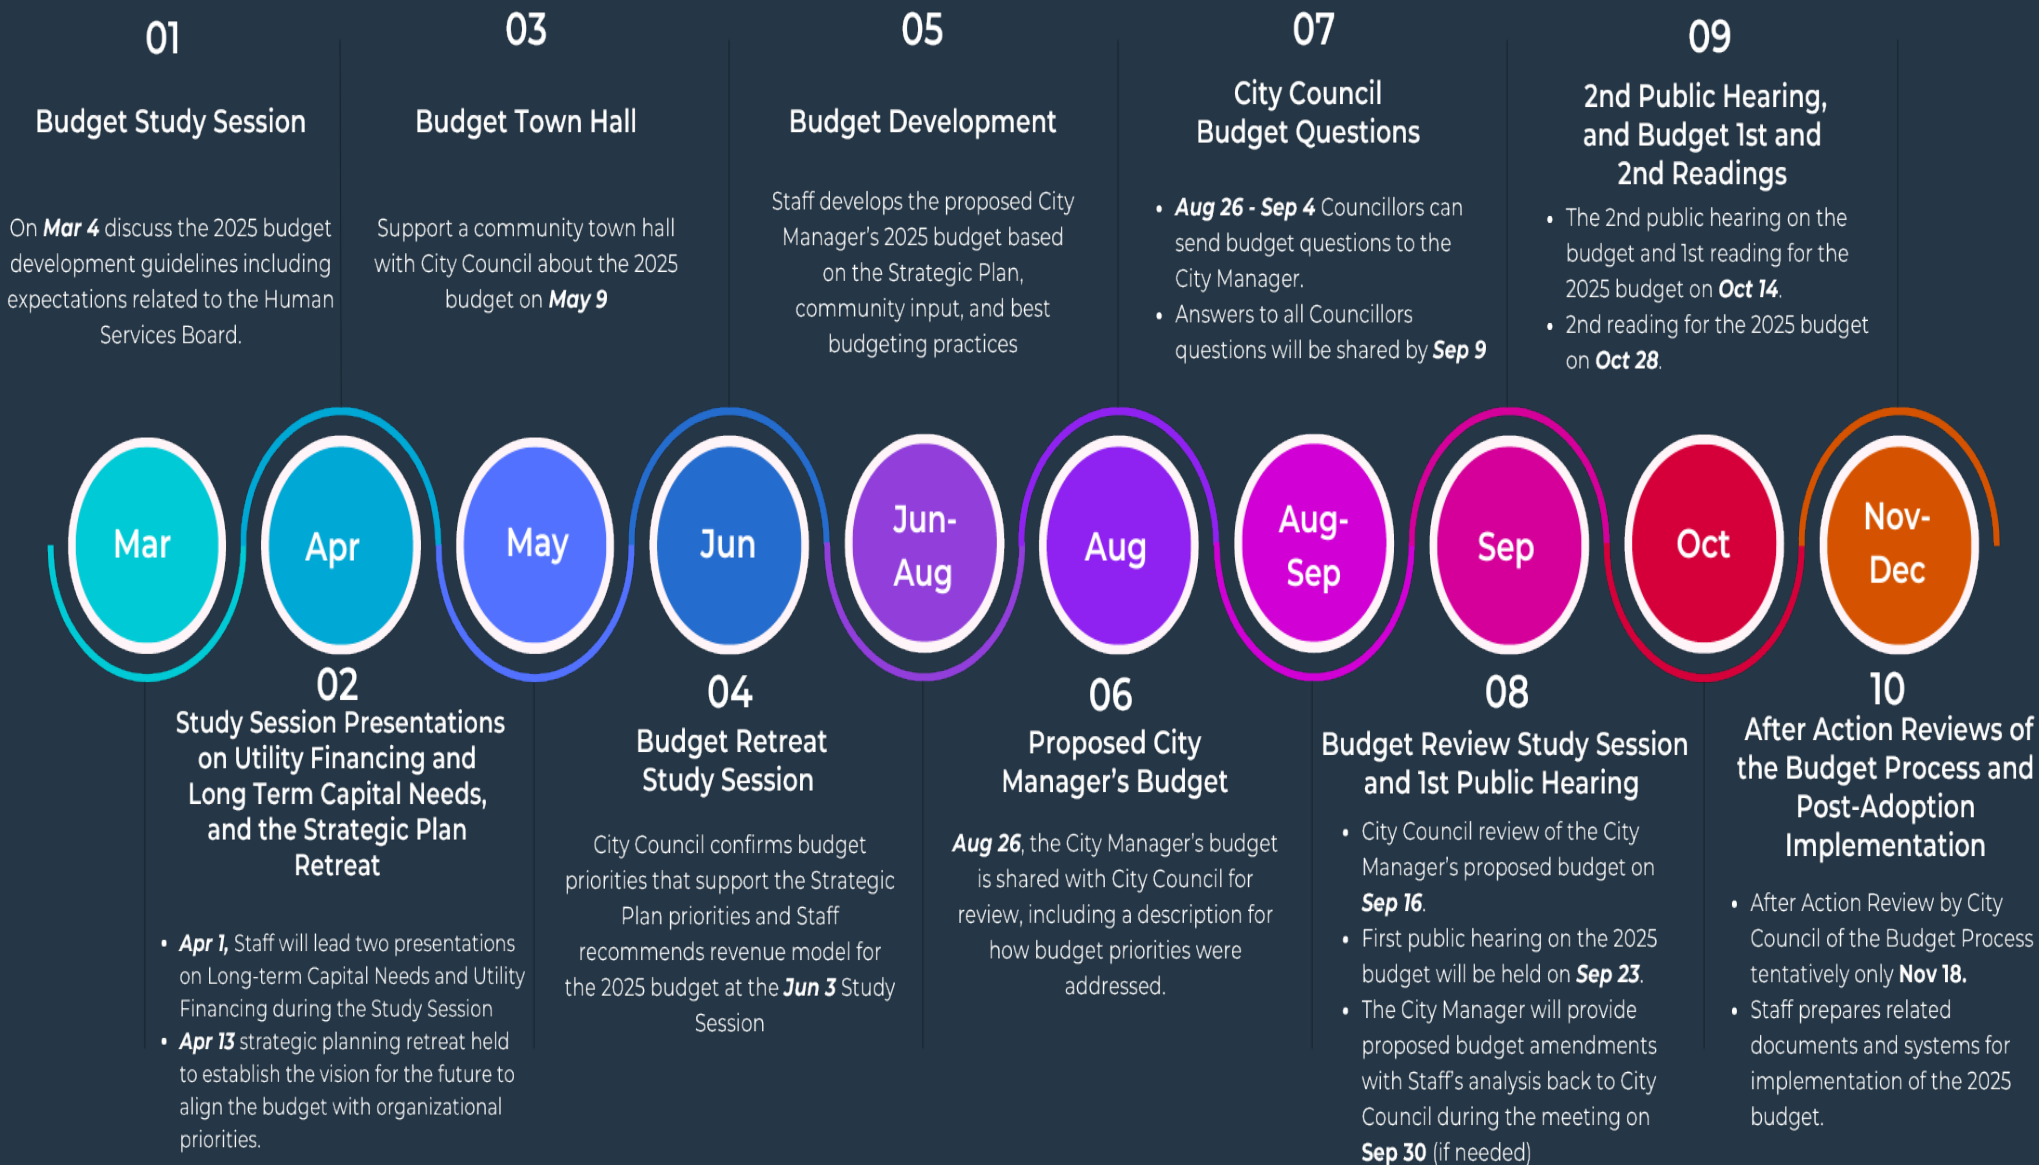 01
Budget Study Session
On Mar 4 discuss the 2025 budget
development guidelines including
expectations related to the Human
Services Board.
03
Budget Town Hall
Support a community town hall
with City Council about the 2025
budget on May 9
05
Budget Development
Staff develops the proposed City
Manager's 2025 budget based
on the Strategic Plan,
community input, and best
budgeting practices
07
City Council
Budget Questions
• Aug 26 - Sep 4 Councillors can
send budget questions to the
City Manager.
• Answers to all Councillors
questions will be shared by Sep 9
09
2nd Public Hearing,
and Budget 1st and
2nd Readings
• The 2nd public hearing on the
budget and 1st reading for the
2025 budget on Oct 14.
• 2nd reading for the 2025 budget
on Oct 28.
Mar
Apr
May
Jun
Jun-
Aug
Aug
Aug-
Sep
Sep
Oct
Nov-
Dec
02
Study Session Presentations
on Utility Financing and
Long Term Capital Needs,
and the Strategic Plan
Retreat
• Apr 1, Staff will lead two presentations
on Long-term Capital Needs and Utility
Financing during the Study Session
• Apr 13 strategic planning retreat held
to establish the vision for the future to
align the budget with organizational
priorities.
04
Budget Retreat
Study Session
City Council confirms budget
priorities that support the Strategic
Plan priorities and Staff
recommends revenue model for
the 2025 budget at the Jun 3 Study
Session
06
Proposed City
Manager's Budget
Aug 26, the City Manager's budget
is shared with City Council for
review, including a description for
how budget priorities were
addressed.
08
Budget Review Study Session
and 1st Public Hearing
• City Council review of the City
Manager's proposed budget on
Sep 16.
• First public hearing on the 2025
budget will be held on Sep 23.
• The City Manager will provide
proposed budget amendments
with Staff's analysis back to City
Council during the meeting on
Sep 30 (if needed)
10
After Action Reviews of
the Budget Process and
Post-Adoption
Implementation
• After Action Review by City
Council of the Budget Process
tentatively only Nov 18.
• Staff prepares related
documents and systems for
implementation of the 2025
budget.